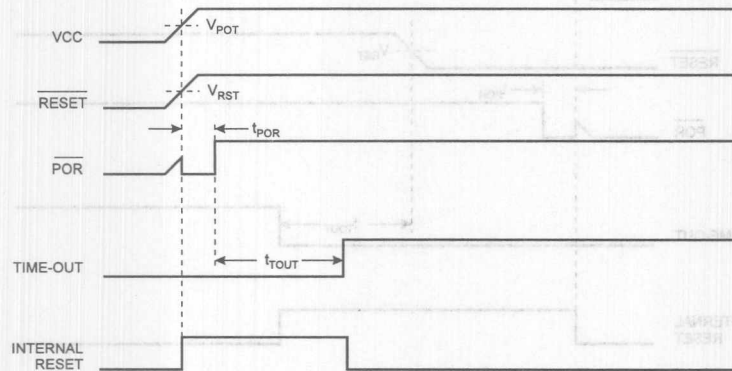 VCC
V_POT
RESET
V_RST
t_POR
POR
TIME-OUT
t_TOUT
INTERNAL
RESET